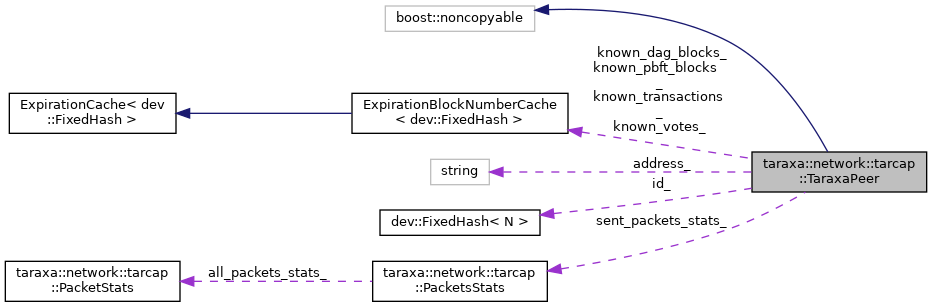 boost::noncopyable
known_dag_blocks_
known_pbft_blocks
_
known_transactions
_
known_votes_
ExpirationCache< dev
::FixedHash >
ExpirationBlockNumberCache
< dev::FixedHash >
taraxa::network::tarcap
::TaraxaPeer
string
address_
id_
dev::FixedHash< N >
sent_packets_stats_
taraxa::network::tarcap
::PacketStats
all_packets_stats_
taraxa::network::tarcap
::PacketsStats